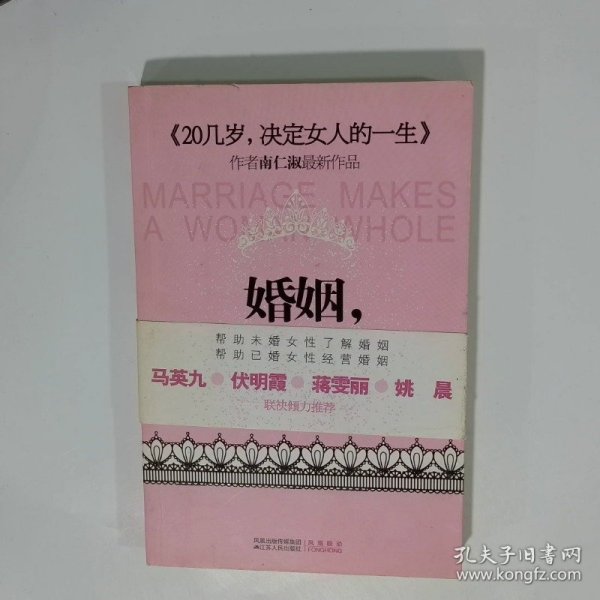 《20几岁，决定女人的一生》
作者南仁淑最新作品
MARRIAGE MAKES
A WOMAN WHOLE
婚姻，
帮助未婚女性了解婚姻
帮助已婚女性经营婚姻
马英九●伏明霞●蒋雯丽●姚 晨
联袂倾力推荐
凤凰出版传媒集团
江苏人民出版社
凤凰联动
FONGHONG
孔夫子旧书网
www.kongfz.com